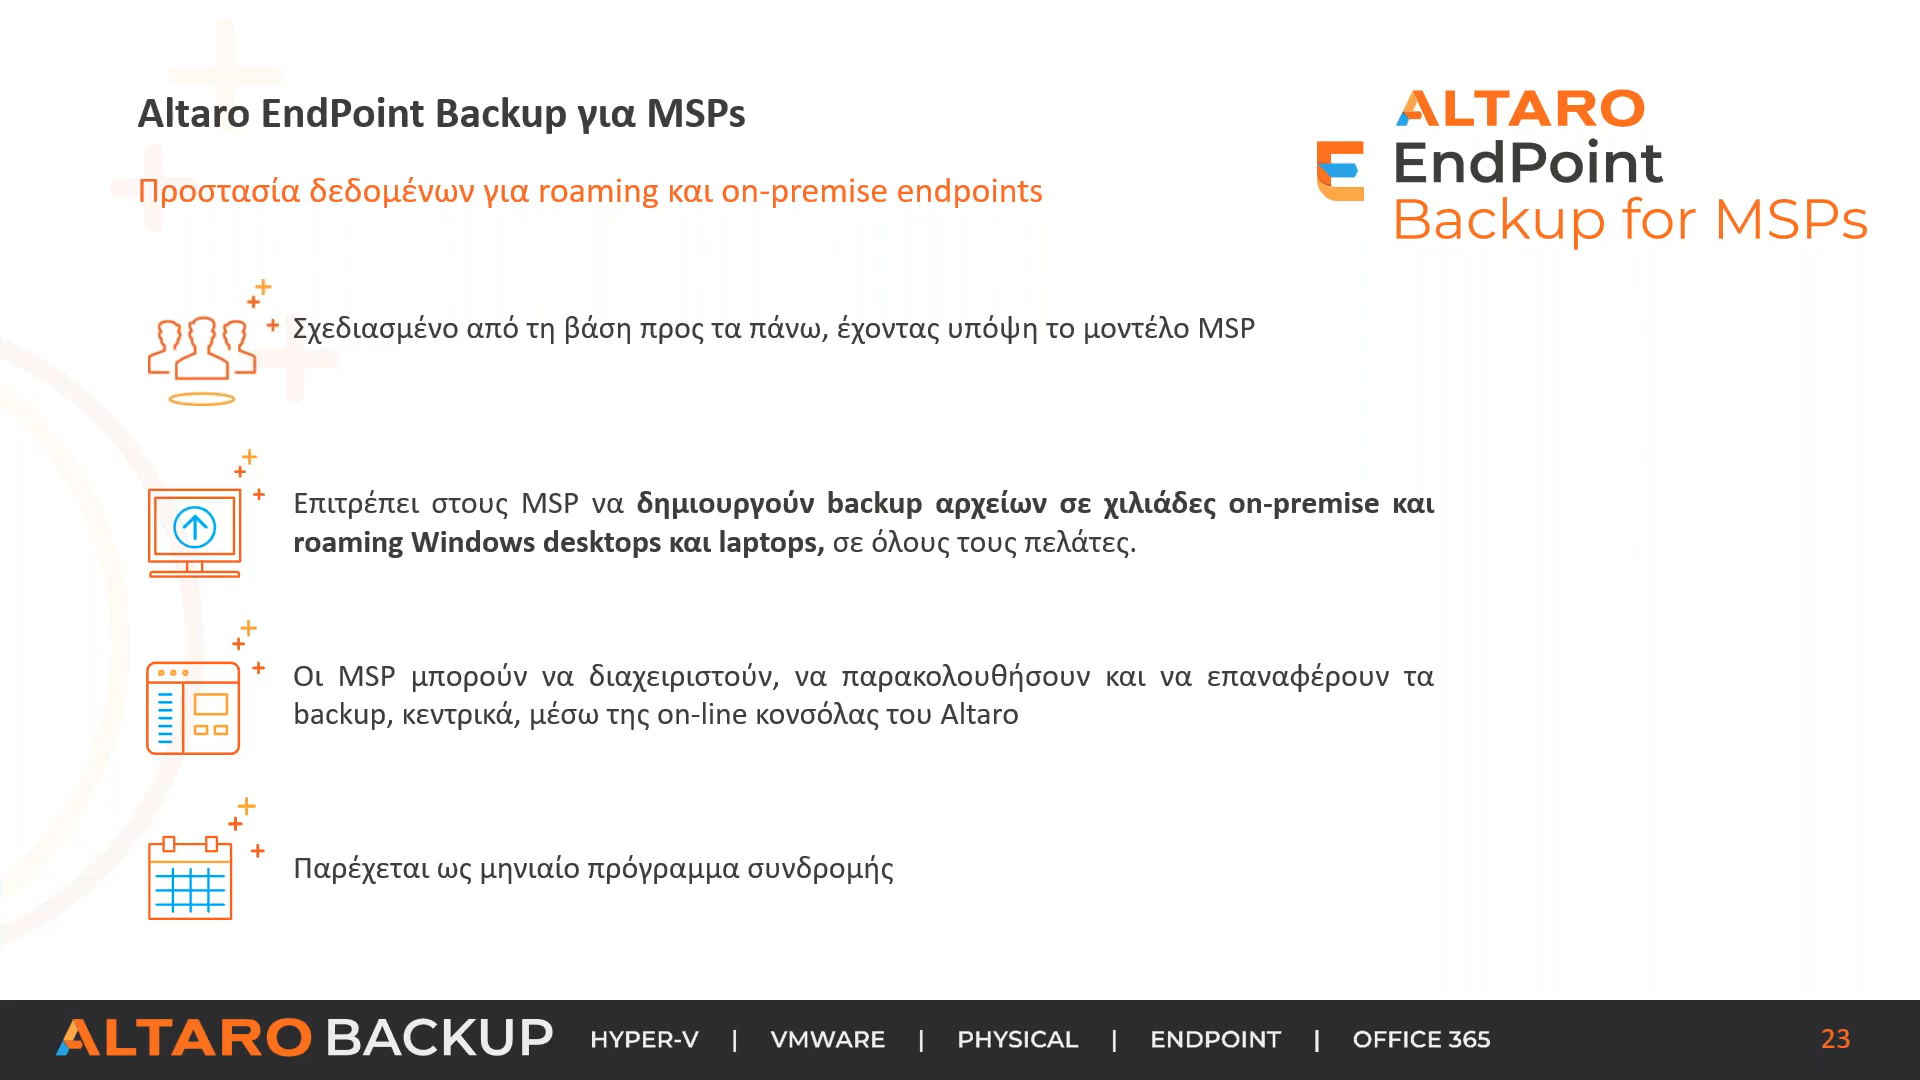 Altaro EndPoint Backup για MSPs
Προστασία δεδομένων για roaming και on-premise endpoints
ALTARO
EndPoint
Backup for MSPs
Σχεδιασμένο από τη βάση προς τα πάνω, έχοντας υπόψη το μοντέλο MSP
Επιτρέπει στους MSP να δημιουργούν backup αρχείων σε χιλιάδες on-premise και
roaming Windows desktops και laptops, σε όλους τους πελάτες.
Οι MSP μπορούν να διαχειριστούν, να παρακολουθήσουν και να επαναφέρουν τα
backup, κεντρικά, μέσω της on-line κονσόλας του Altaro
Παρέχεται ως μηνιαίο πρόγραμμα συνδρομής
ALTARO BACKUP HYPER-V | VMWARE | PHYSICAL | ENDPOINT | OFFICE 365 23